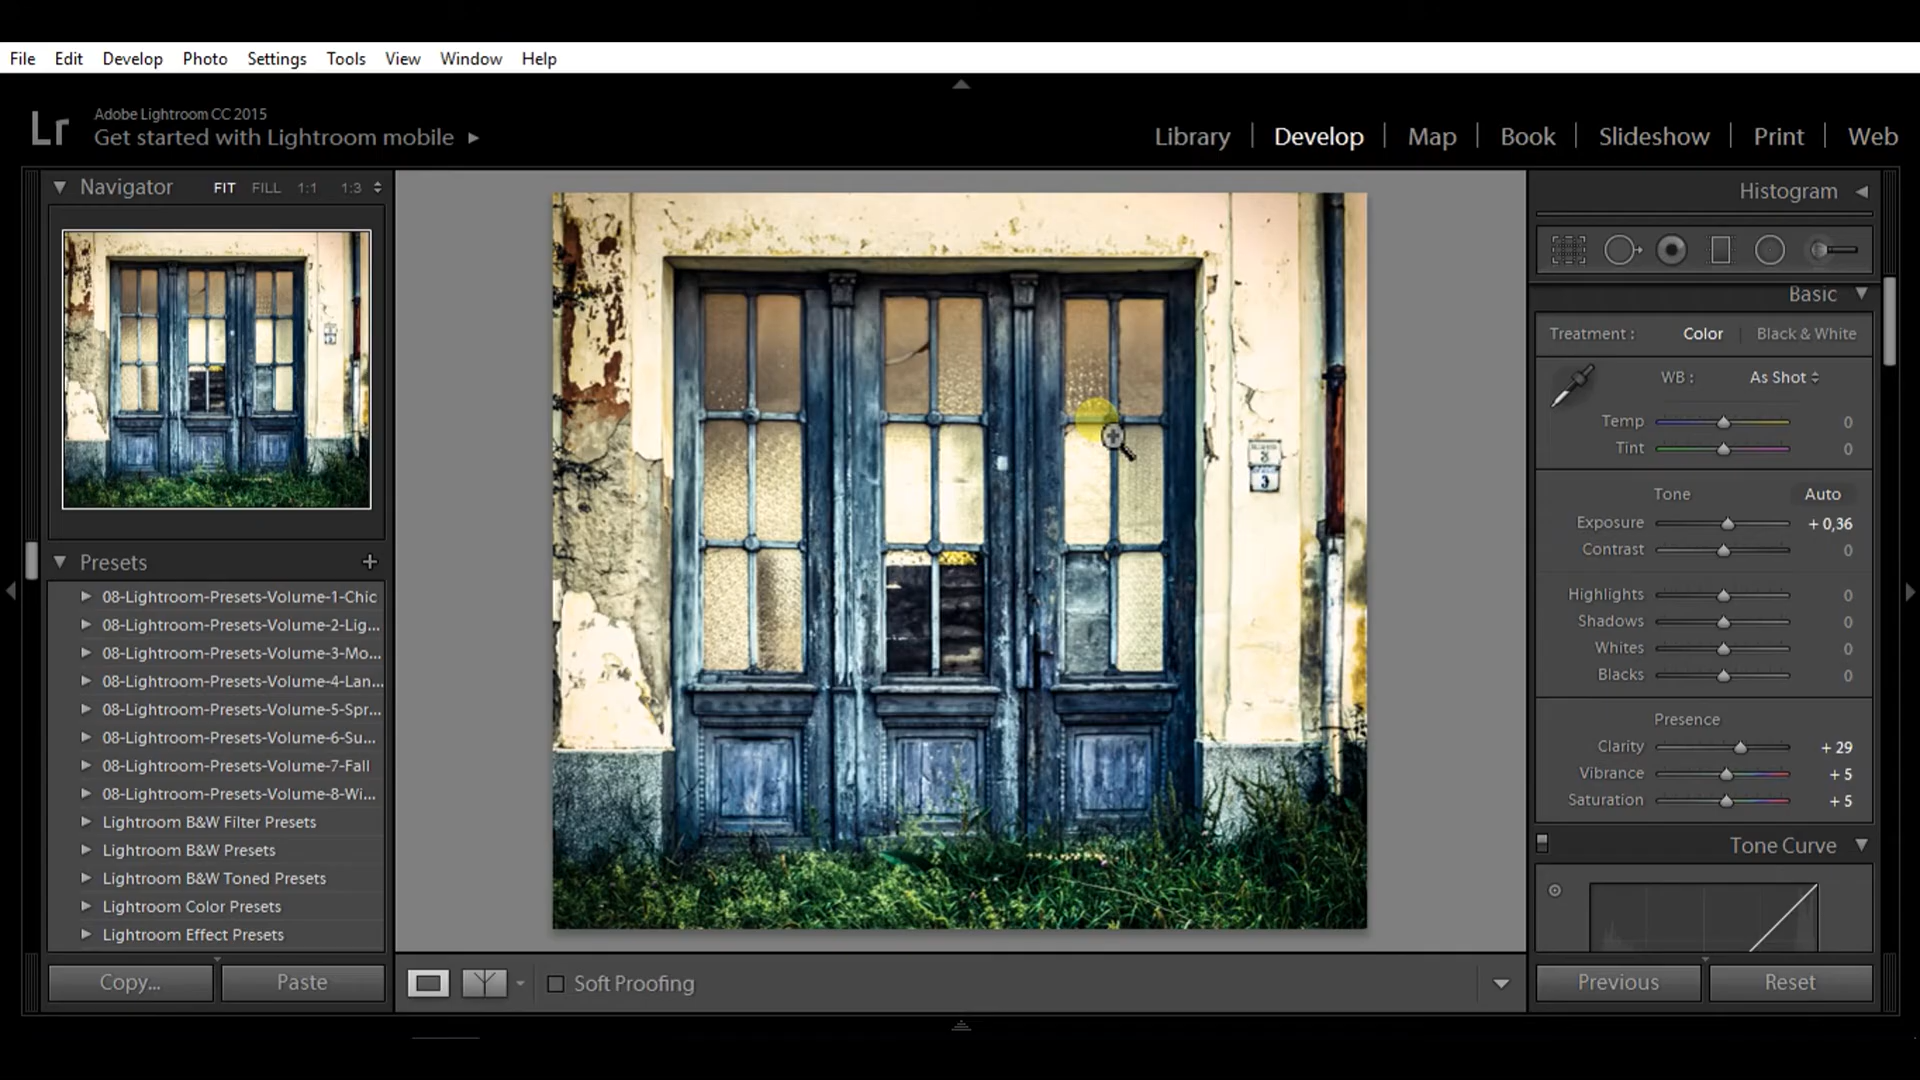 File Edit Develop Photo Settings Tools View Window Help
Lr
Adobe Lightroom CC 2015
Get started with Lightroom mobile
Library Develop Map Book Slideshow Print Web
Navigator FIT FILL 1:1 1:3
Histogram
Basic
Treatment : Color Black & White
WB : As Shot
Temp 0
Tint 0
Tone Auto
Exposure + 0,36
Contrast 0
Highlights 0
Shadows 0
Whites 0
Blacks 0
Presence
Clarity + 29
Vibrance + 5
Saturation + 5
Tone Curve
Presets
08-Lightroom-Presets-Volume-1-Chic
08-Lightroom-Presets-Volume-2-Lig...
08-Lightroom-Presets-Volume-3-Mo...
08-Lightroom-Presets-Volume-4-Lan...
08-Lightroom-Presets-Volume-5-Spr...
08-Lightroom-Presets-Volume-6-Su...
08-Lightroom-Presets-Volume-7-Fall
08-Lightroom-Presets-Volume-8-Wi...
Lightroom B&W Filter Presets
Lightroom B&W Presets
Lightroom B&W Toned Presets
Lightroom Color Presets
Lightroom Effect Presets
3
3
Copy... Paste
Soft Proofing
Previous Reset